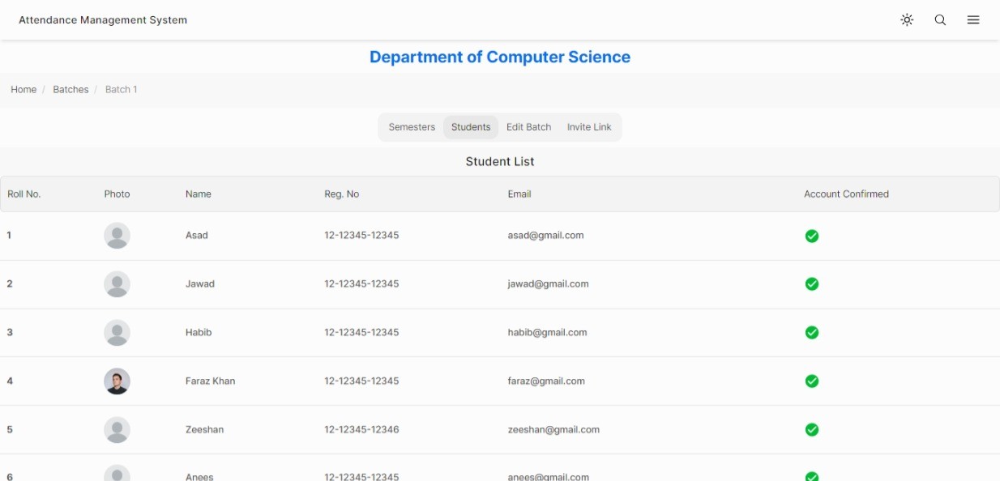 Attendance Management System
Department of Computer Science
Home / Batches / Batch 1
Semesters Students Edit Batch Invite Link
Student List
Roll No. Photo Name Reg. No Email Account Confirmed
1 Asad 12-12345-12345 asad@gmail.com
2 Jawad 12-12345-12345 jawad@gmail.com
3 Habib 12-12345-12345 habib@gmail.com
4 Faraz Khan 12-12345-12345 faraz@gmail.com
5 Zeeshan 12-12345-12346 zeeshan@gmail.com
6 Anees 12-12345-12345 anees@gmail.com